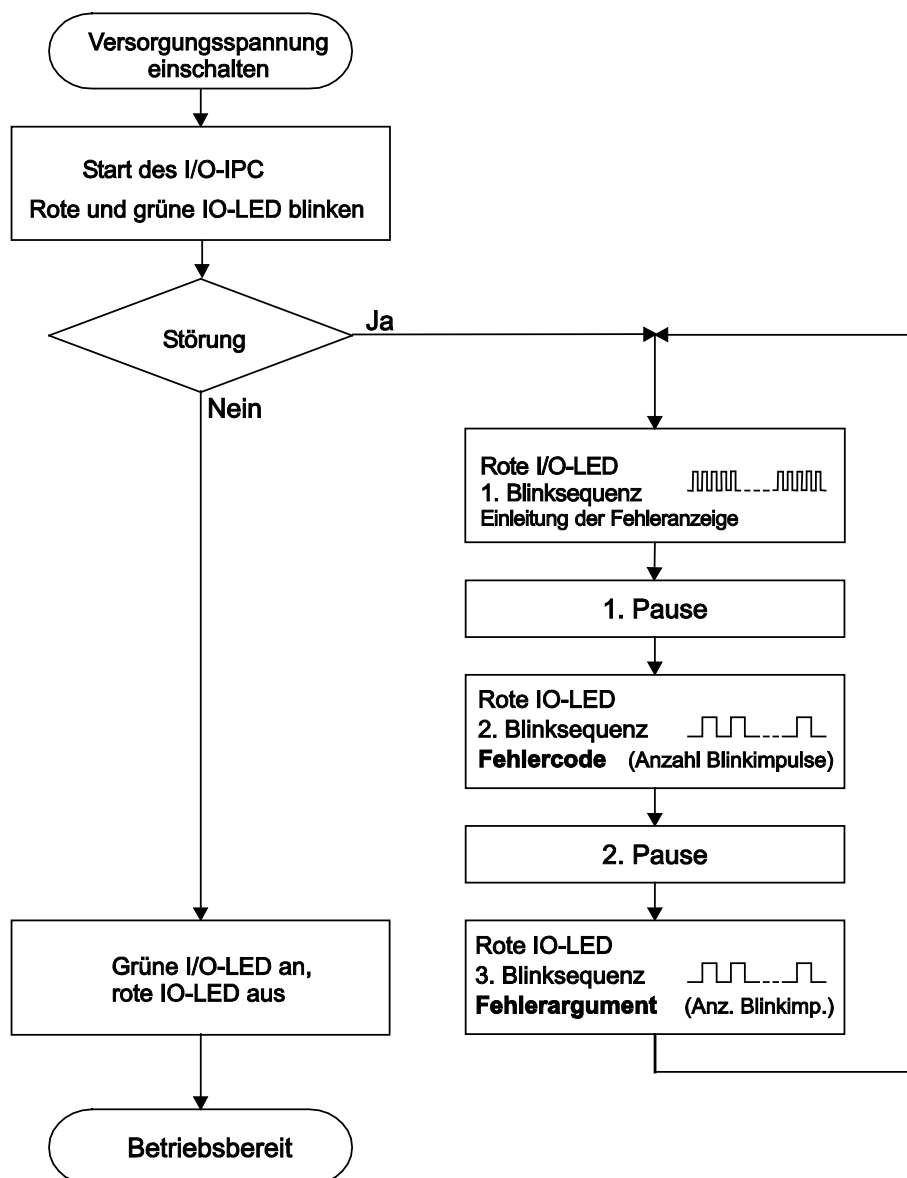 Versorgungsspannung
einschalten
Start des I/O-IPC
Rote und grüne IO-LED blinken
Störung
Ja
Nein
Rote I/O-LED
1. Blinksequenz
Einleitung der Fehleranzeige
1. Pause
Rote IO-LED
2. Blinksequenz
Fehlercode (Anzahl Blinkimpulse)
2. Pause
Rote IO-LED
3. Blinksequenz
Fehlerargument (Anz. Blinkimp.)
Grüne I/O-LED an,
rote IO-LED aus
Betriebsbereit